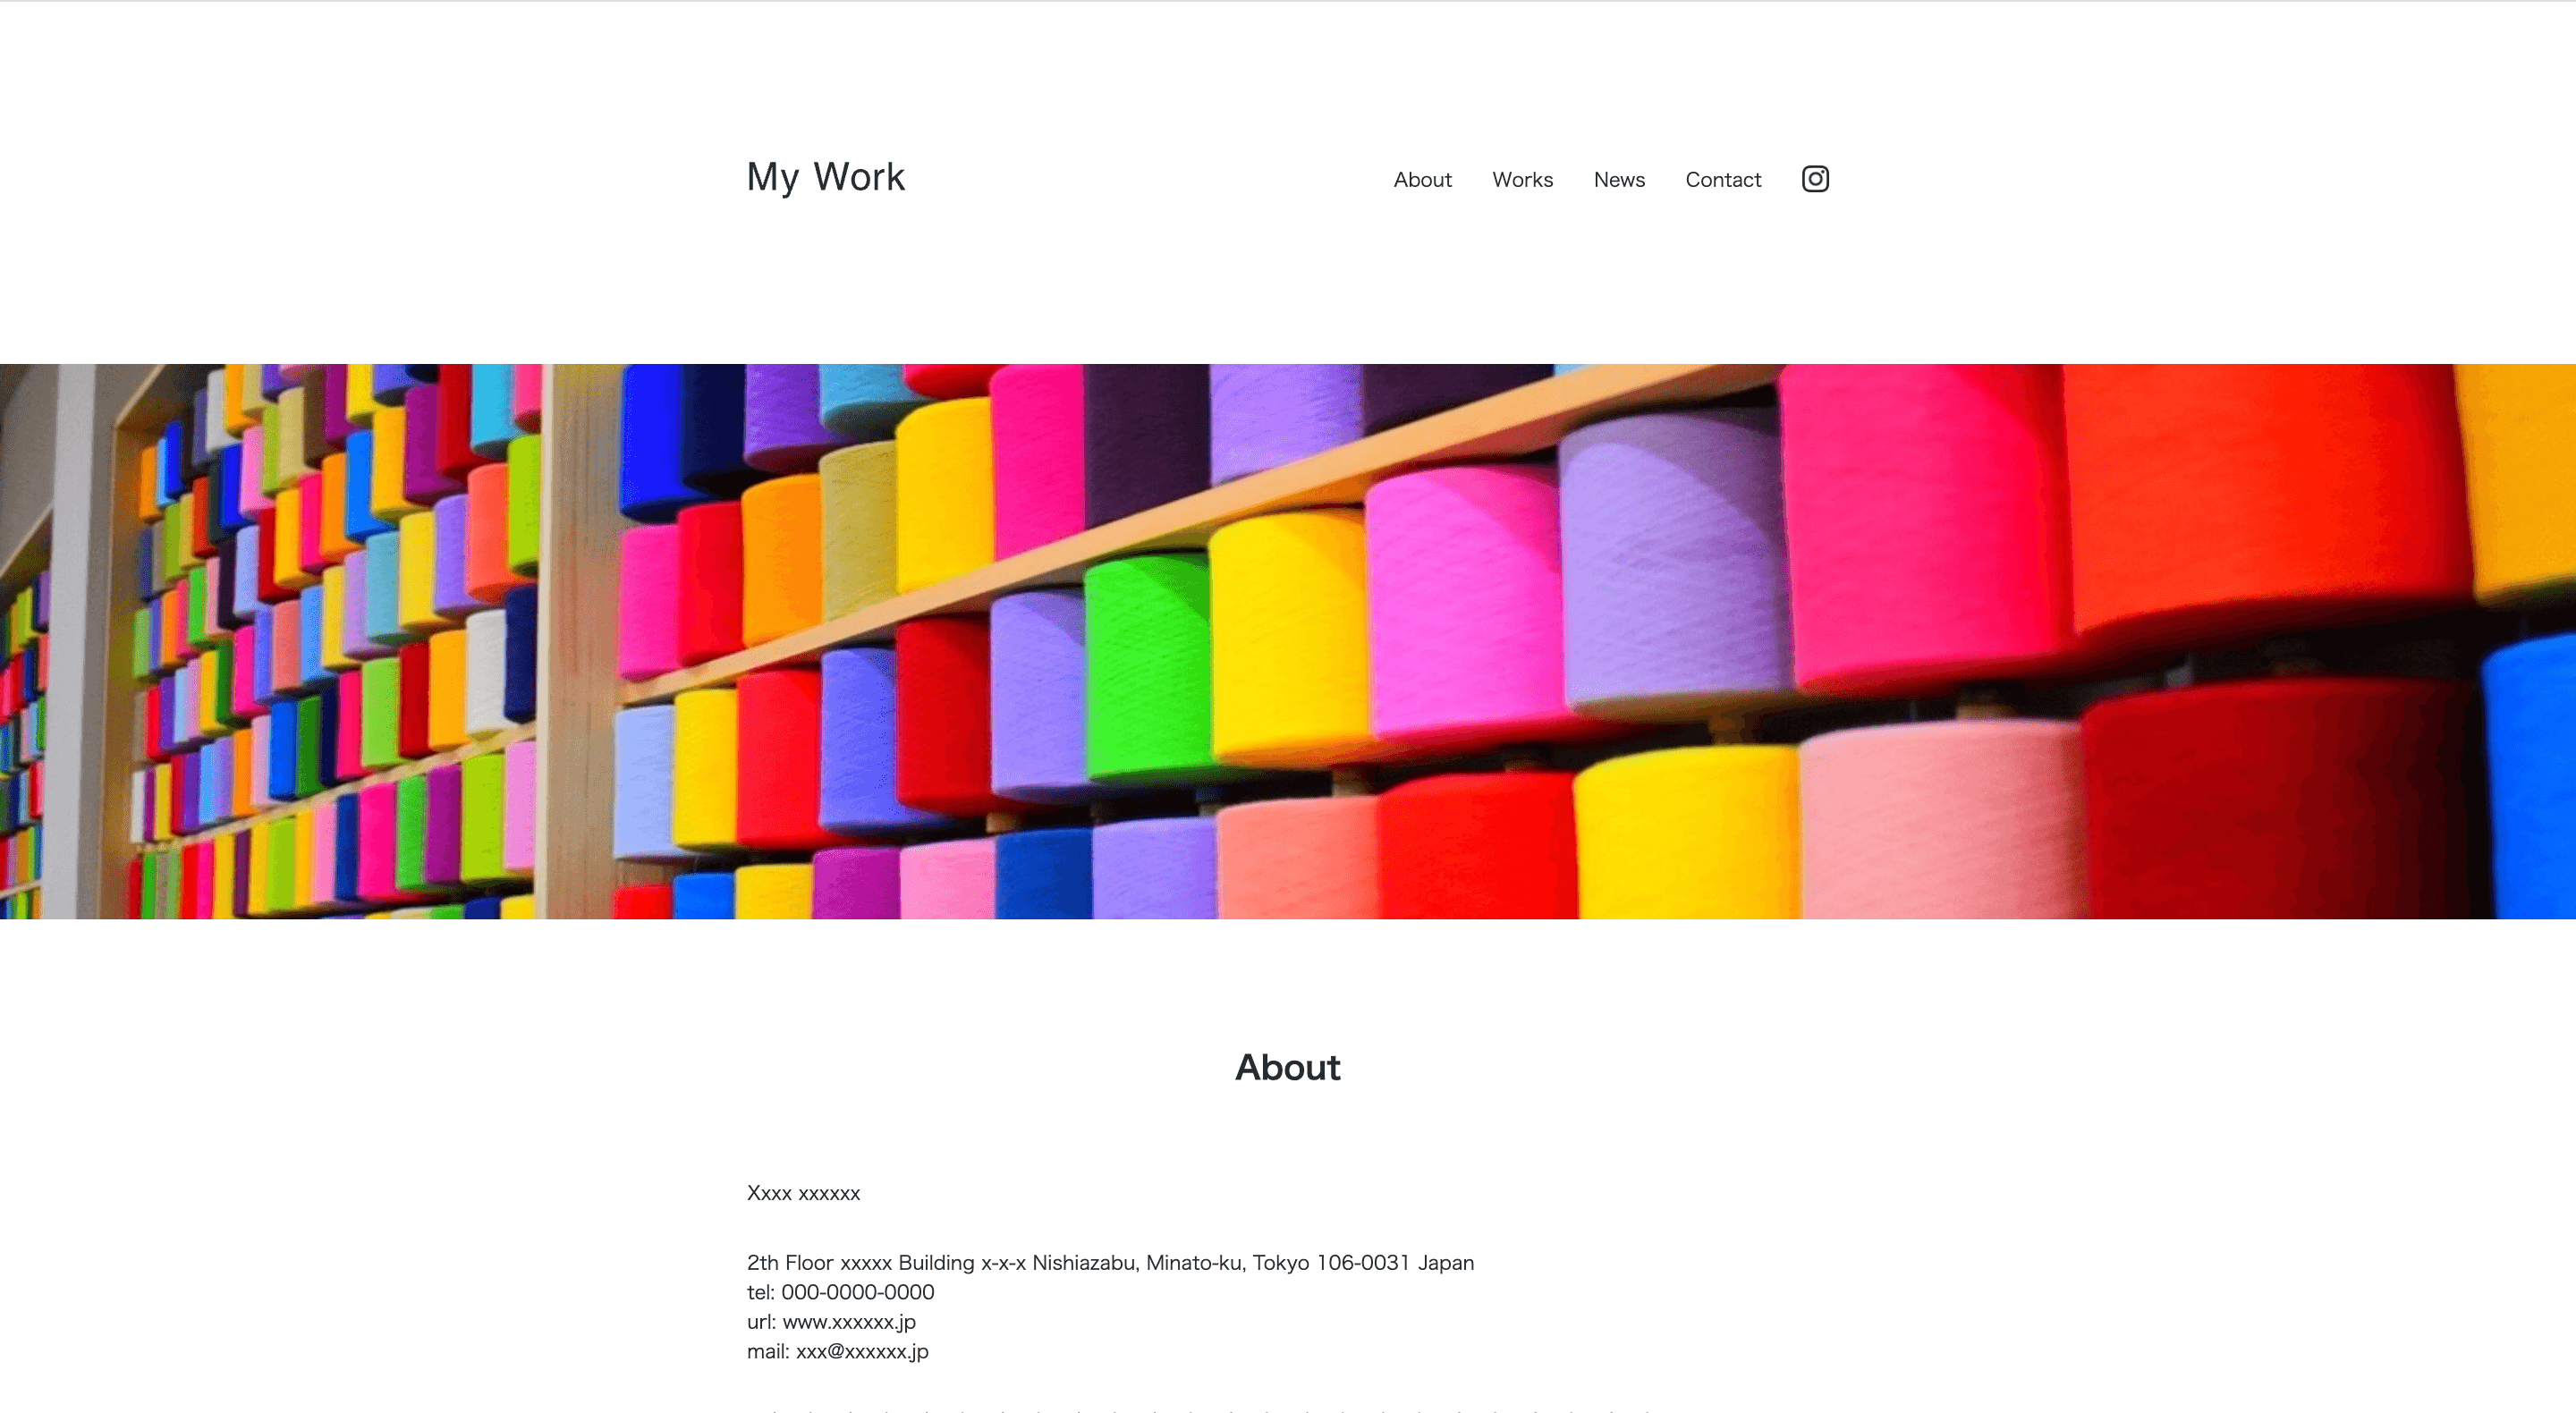 My Work
About Works News Contact
About
Xxxx xxxxxx
2th Floor xxxxx Building x-x-x Nishiazabu, Minato-ku, Tokyo 106-0031 Japan
tel: 000-0000-0000
url: www.xxxxxx.jp
mail: xxx@xxxxxx.jp